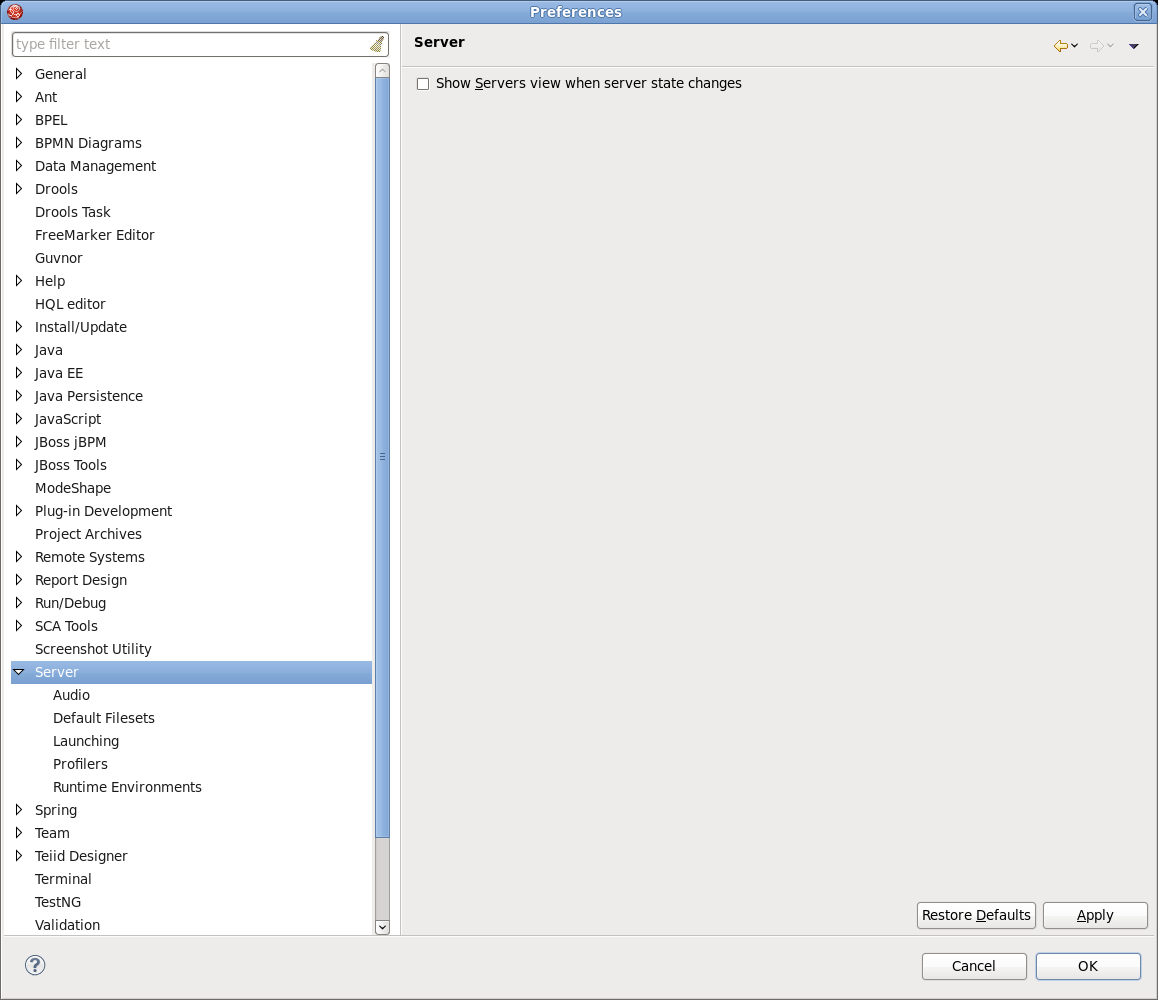 Preferences
type filter text
General
Ant
BPEL
BPMN Diagrams
Data Management
Drools
Drools Task
FreeMarker Editor
Guvnor
Help
HQL editor
Install/Update
Java
Java EE
Java Persistence
JavaScript
JBoss jBPM
JBoss Tools
ModeShape
Plug-in Development
Project Archives
Remote Systems
Report Design
Run/Debug
SCA Tools
Screenshot Utility
Server
Audio
Default Filesets
Launching
Profilers
Runtime Environments
Spring
Team
Teiid Designer
Terminal
TestNG
Validation
Server
Show Servers view when server state changes
Restore Defaults
Apply
?
Cancel
OK